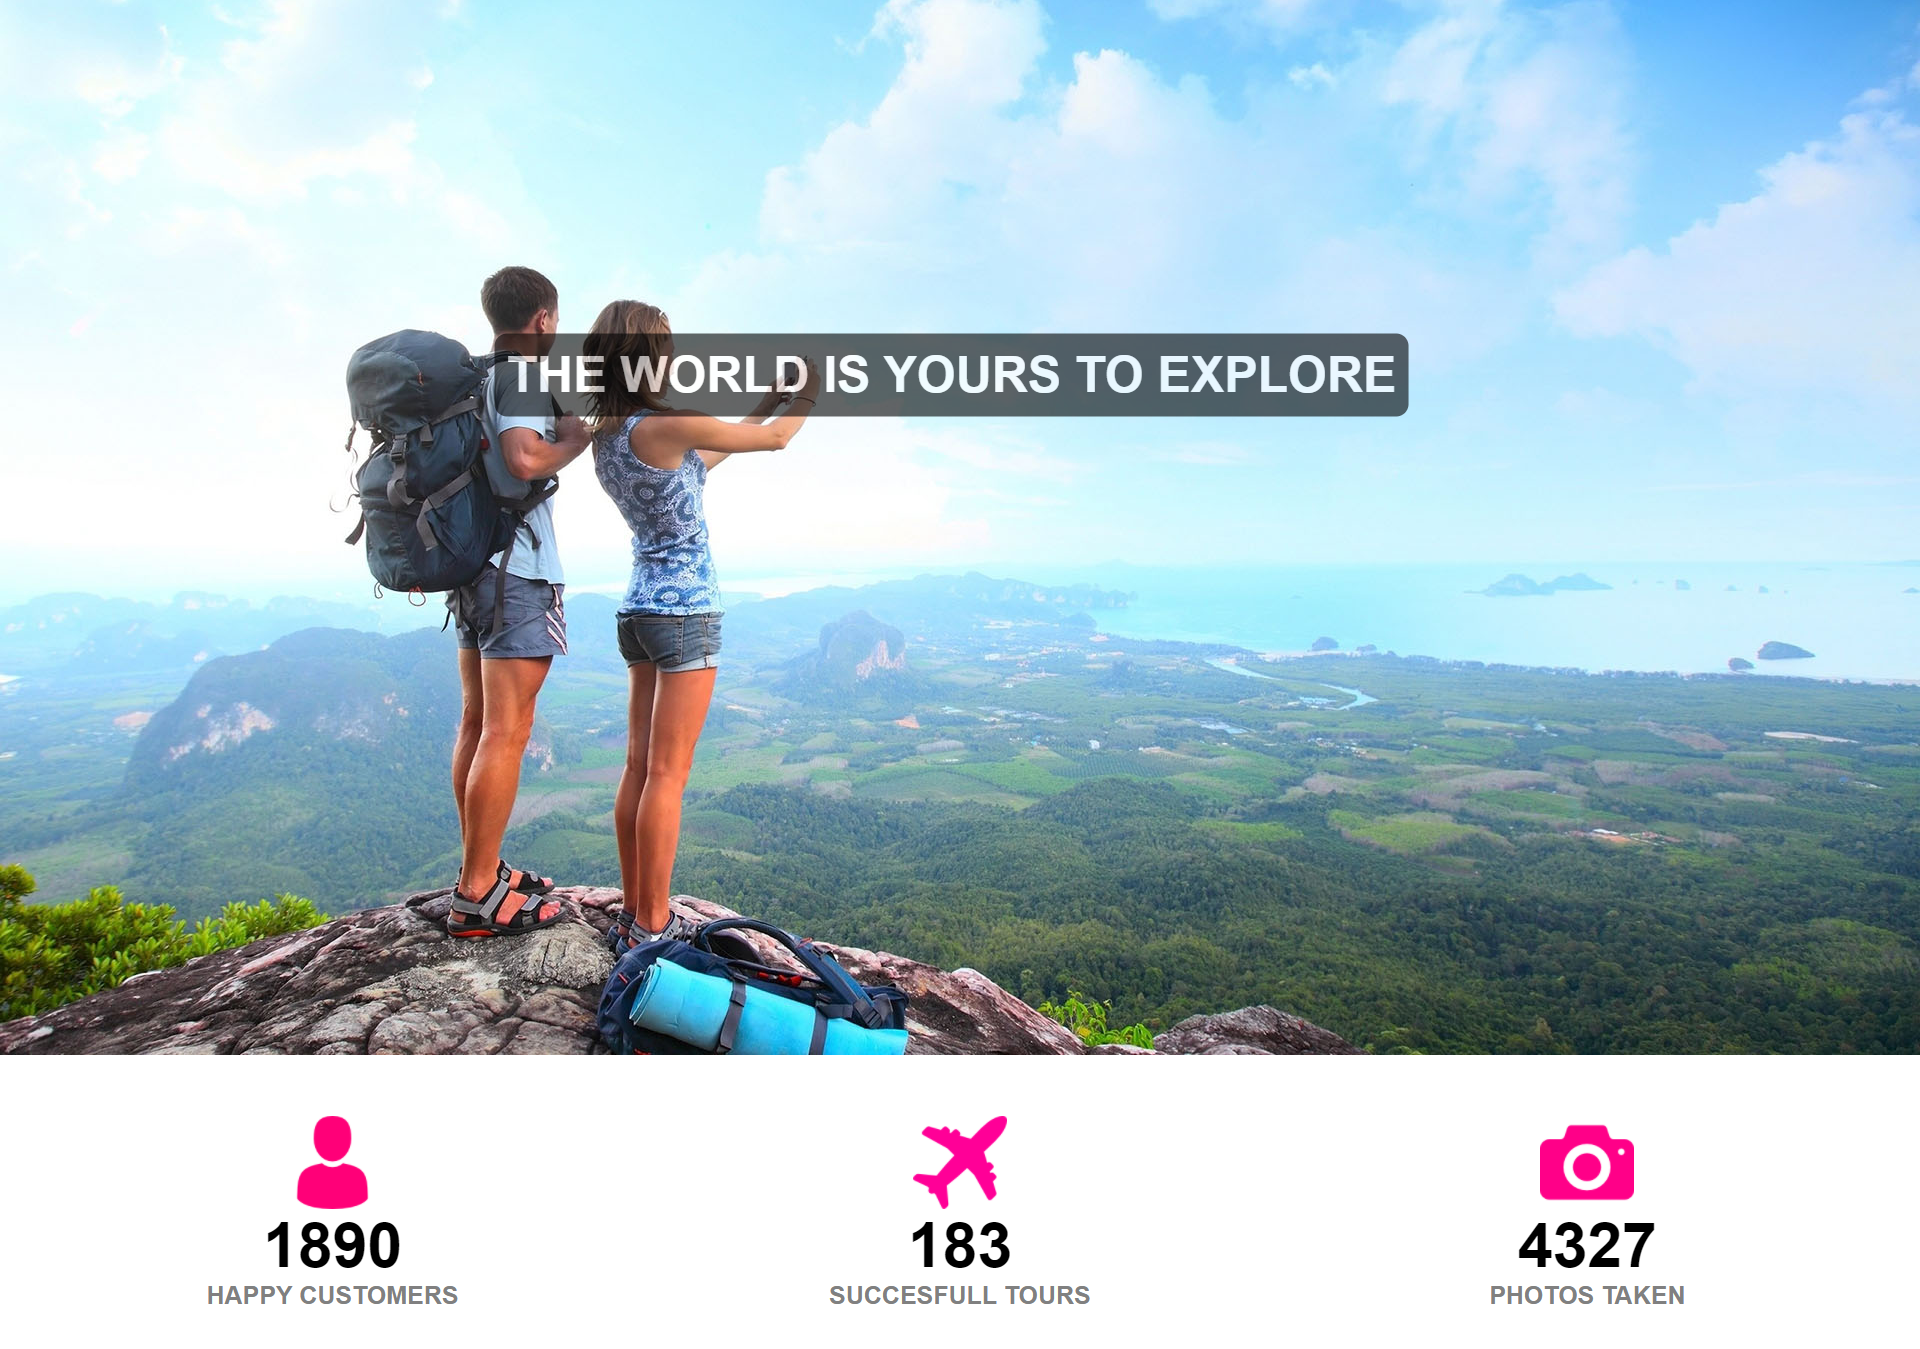 THE WORLD IS YOURS TO EXPLORE
1890
HAPPY CUSTOMERS
183
SUCCESFULL TOURS
4327
PHOTOS TAKEN